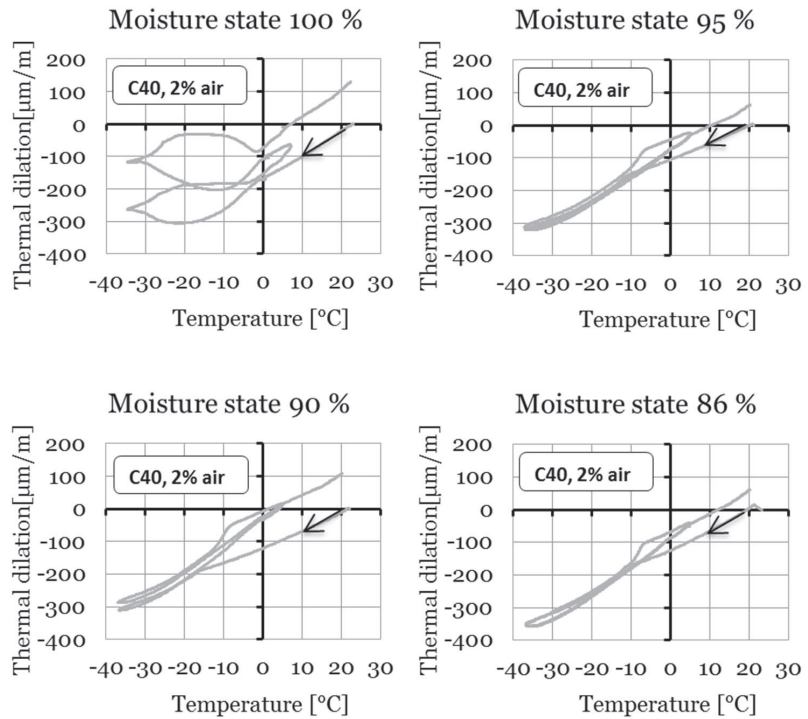 Moisture state 100 %
Thermal dilation[µm/m]
200
100
0
-100
-200
-300
-400
C40, 2% air
-40 -30 -20 -10 0 10 20 30
Temperature [°C]
Moisture state 95 %
Thermal dilation[µm/m]
200
100
0
-100
-200
-300
-400
C40, 2% air
-40 -30 -20 -10 0 10 20 30
Temperature [°C]
Moisture state 90 %
Thermal dilation[µm/m]
200
100
0
-100
-200
-300
-400
C40, 2% air
-40 -30 -20 -10 0 10 20 30
Temperature [°C]
Moisture state 86 %
Thermal dilation[µm/m]
200
100
0
-100
-200
-300
-400
C40, 2% air
-40 -30 -20 -10 0 10 20 30
Temperature [°C]